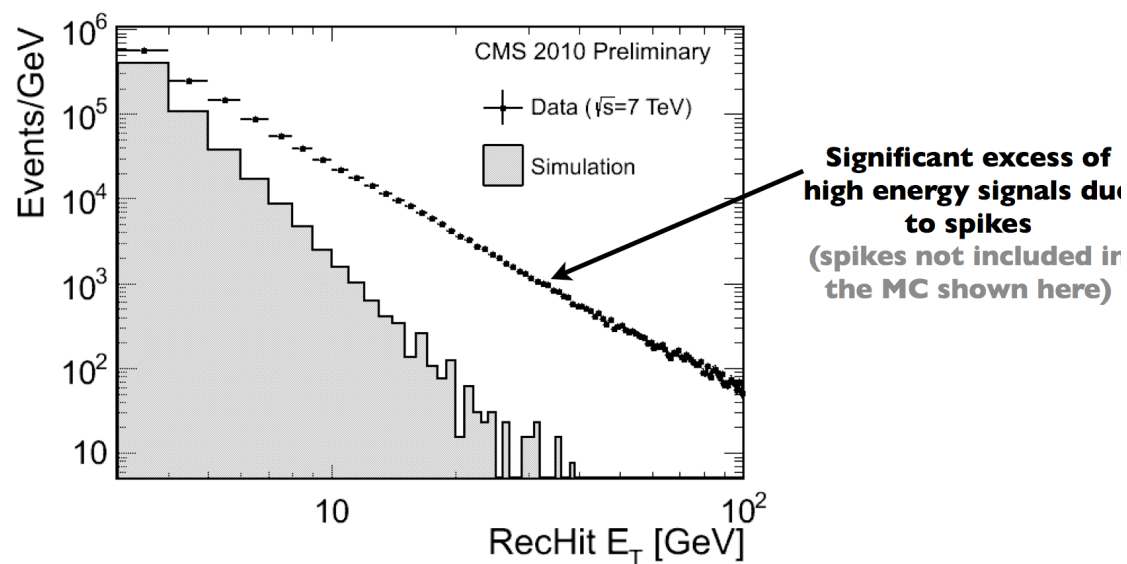 10⁶
10⁵
10⁴
10³
10²
10
Events/GeV
CMS 2010 Preliminary
Data (√s=7 TeV)
Simulation
10
10²
RecHit E_T [GeV]
Significant excess of
high energy signals du
to spikes
(spikes not included in
the MC shown here)